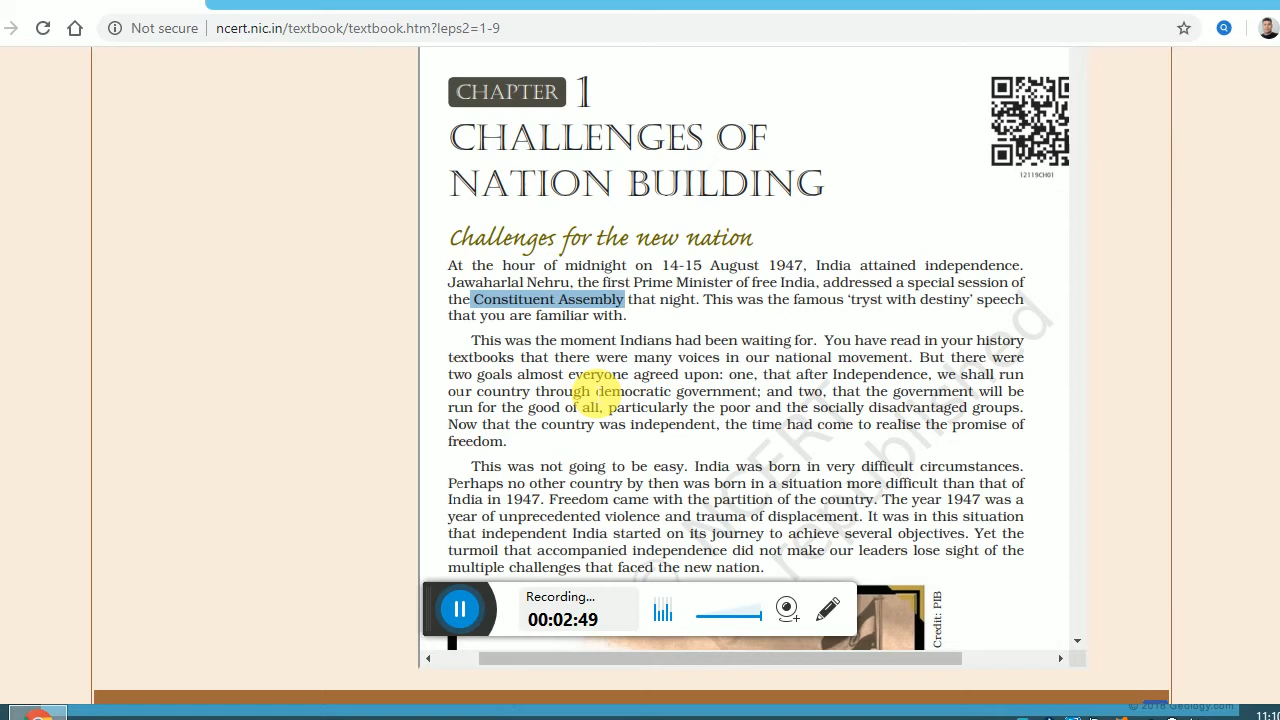 Not secure
ncert.nic.in/textbook/textbook.htm?leps2=1-9
CHAPTER 1
CHALLENGES OF
NATION BUILDING
12119CH01
Challenges for the new nation
At the hour of midnight on 14-15 August 1947, India attained independence.
Jawaharlal Nehru, the first Prime Minister of free India, addressed a special session of
the Constituent Assembly that night. This was the famous ‘tryst with destiny’ speech
that you are familiar with.
This was the moment Indians had been waiting for. You have read in your history
textbooks that there were many voices in our national movement. But there were
two goals almost everyone agreed upon: one, that after Independence, we shall run
our country through democratic government; and two, that the government will be
run for the good of all, particularly the poor and the socially disadvantaged groups.
Now that the country was independent, the time had come to realise the promise of
freedom.
This was not going to be easy. India was born in very difficult circumstances.
Perhaps no other country by then was born in a situation more difficult than that of
India in 1947. Freedom came with the partition of the country. The year 1947 was a
year of unprecedented violence and trauma of displacement. It was in this situation
that independent India started on its journey to achieve several objectives. Yet the
turmoil that accompanied independence did not make our leaders lose sight of the
multiple challenges that faced the new nation.
© NCERT
republished
Recording...
00:02:49
Credit: PIB
© 2018 Geology.com